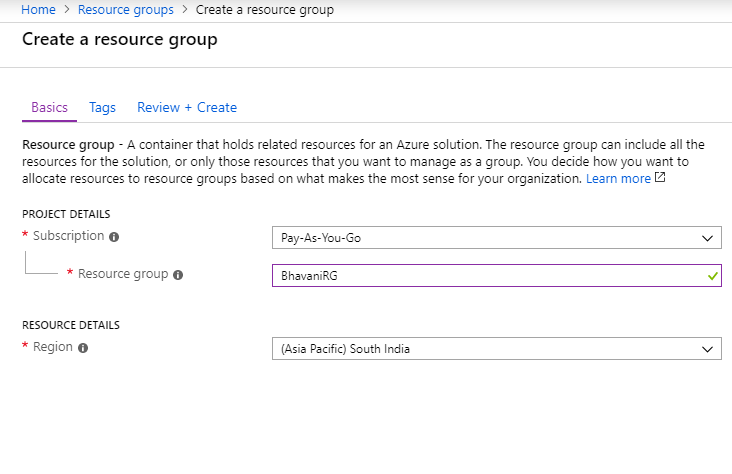 Home > Resource groups > Create a resource group
Create a resource group
Basics Tags Review + Create
Resource group - A container that holds related resources for an Azure solution. The resource group can include all the
resources for the solution, or only those resources that you want to manage as a group. You decide how you want to
allocate resources to resource groups based on what makes the most sense for your organization. Learn more
PROJECT DETAILS
* Subscription Pay-As-You-Go
* Resource group BhavaniRG
RESOURCE DETAILS
* Region (Asia Pacific) South India